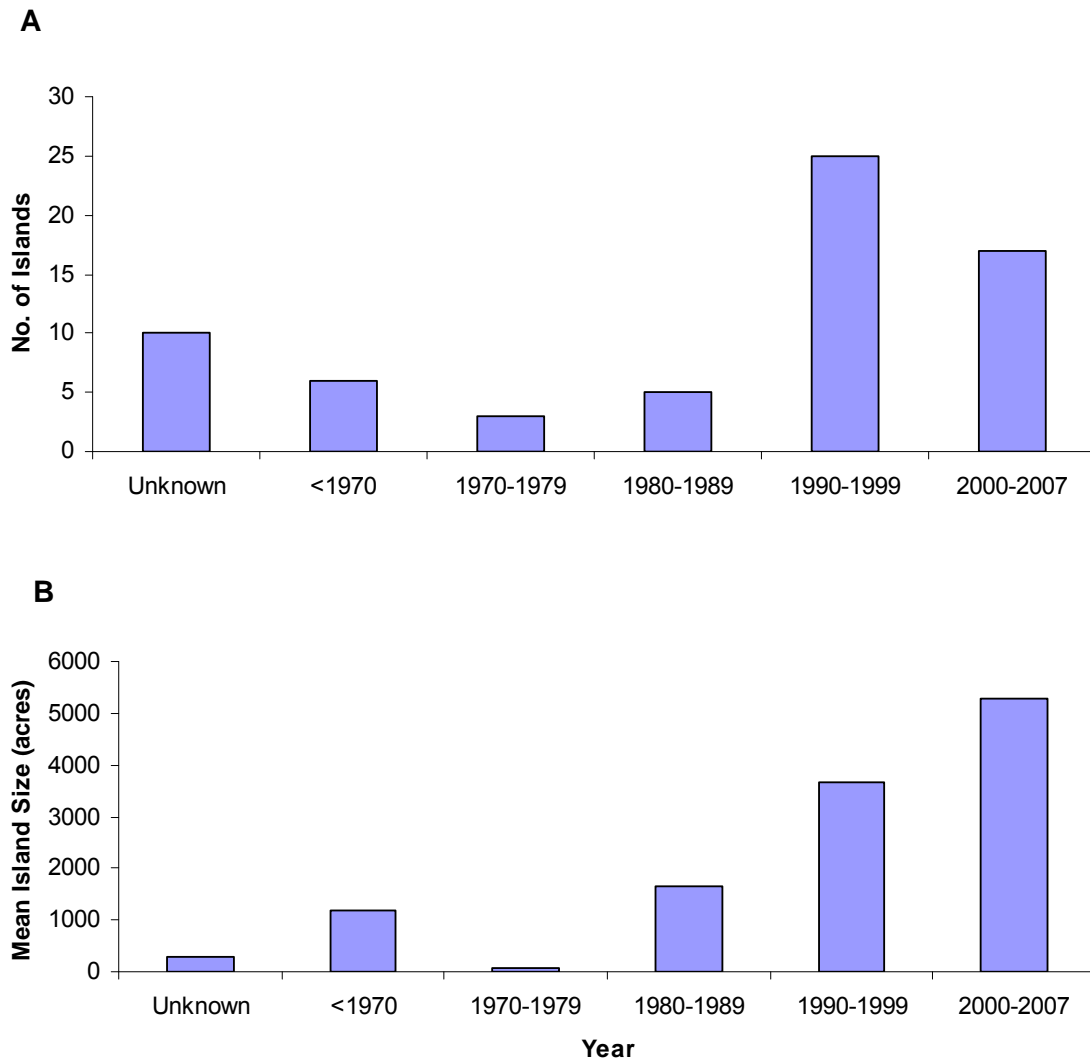 A
30
25
20
15
10
5
0
No. of Islands
Unknown <1970 1970-1979 1980-1989 1990-1999 2000-2007
B
6000
5000
4000
3000
2000
1000
0
Mean Island Size (acres)
Unknown <1970 1970-1979 1980-1989 1990-1999 2000-2007
Year